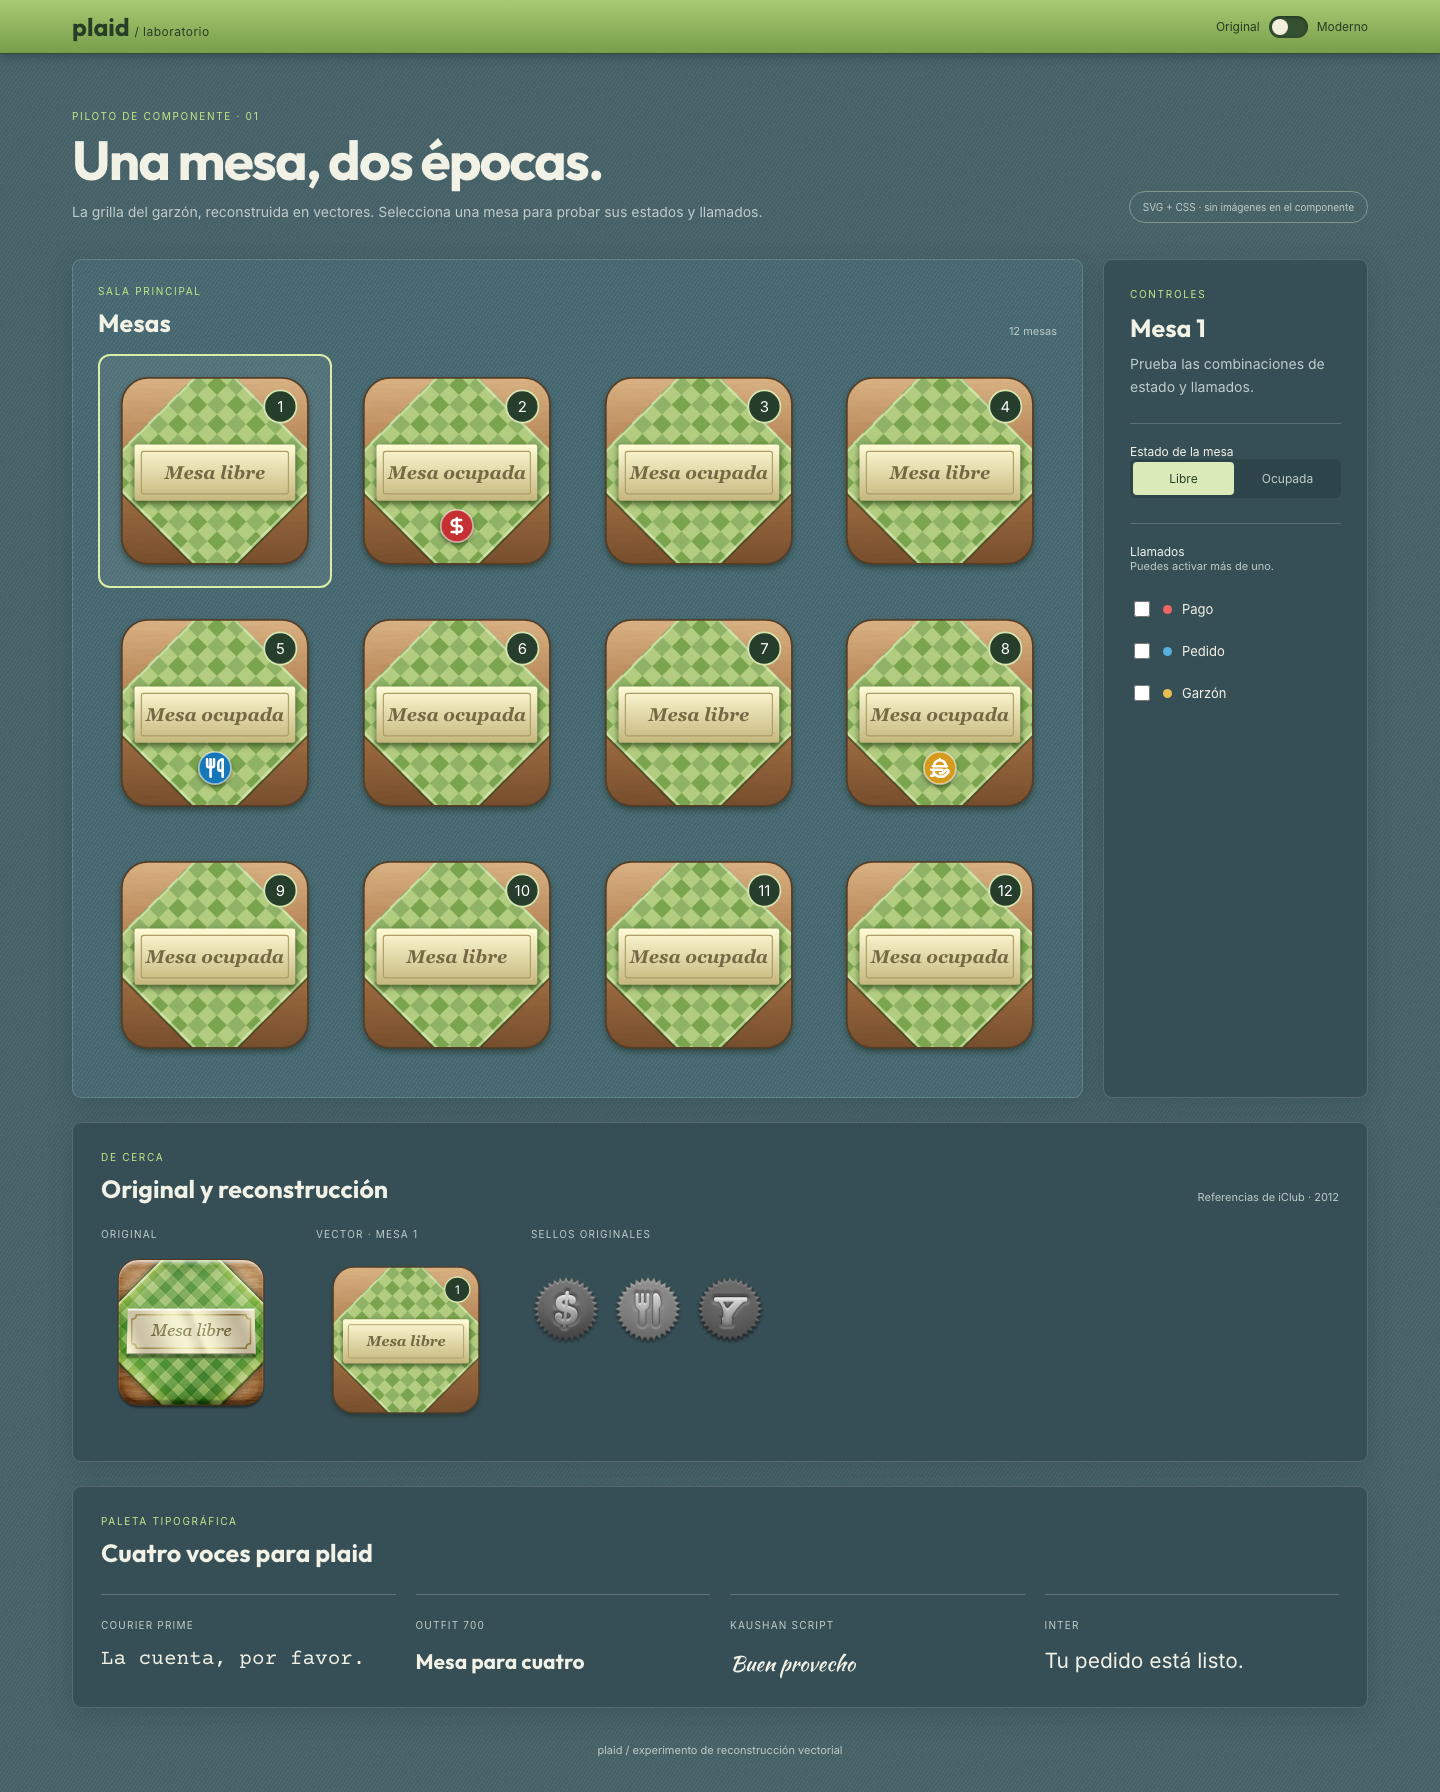 plaid / laboratorio
Original Moderno
PILOTO DE COMPONENTE · 01
Una mesa, dos épocas.
La grilla del garzón, reconstruida en vectores. Selecciona una mesa para probar sus estados y llamados.
SVG + CSS · sin imágenes en el componente
SALA PRINCIPAL
Mesas
12 mesas
1
Mesa libre
2
Mesa ocupada
$
3
Mesa ocupada
4
Mesa libre
5
Mesa ocupada
6
Mesa ocupada
7
Mesa libre
8
Mesa ocupada
9
Mesa ocupada
10
Mesa libre
11
Mesa ocupada
12
Mesa ocupada
CONTROLES
Mesa 1
Prueba las combinaciones de
estado y llamados.
Estado de la mesa
Libre Ocupada
Llamados
Puedes activar más de uno.
Pago
Pedido
Garzón
DE CERCA
Original y reconstrucción
Referencias de iClub · 2012
ORIGINAL
Mesa libre
VECTOR · MESA 1
1
Mesa libre
SELLOS ORIGINALES
$
PALETA TIPOGRÁFICA
Cuatro voces para plaid
COURIER PRIME
La cuenta, por favor.
OUTFIT 700
Mesa para cuatro
KAUSHAN SCRIPT
Buen provecho
INTER
Tu pedido está listo.
plaid / experimento de reconstrucción vectorial